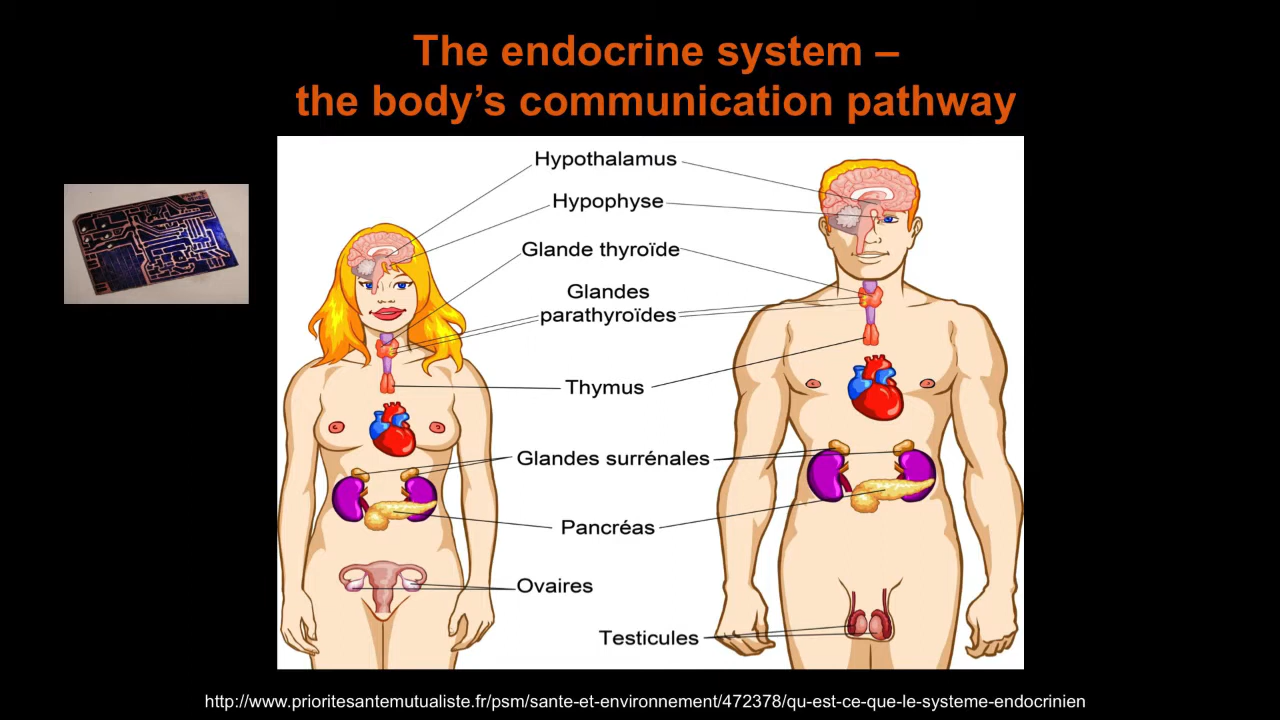 The endocrine system –
the body’s communication pathway
Hypothalamus
Hypophyse
Glande thyroïde
Glandes
parathyroïdes
Thymus
Glandes surrénales
Pancréas
Ovaires
Testicules
http://www.prioritesantemutualiste.fr/psm/sante-et-environnement/472378/qu-est-ce-que-le-systeme-endocrinien